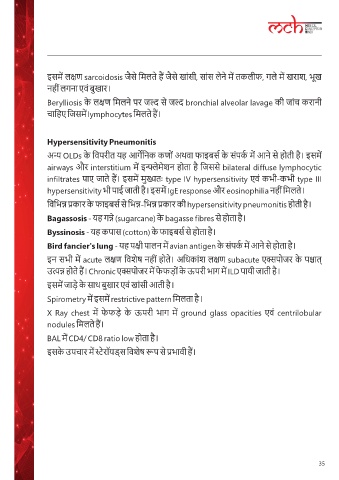 mch
इसमें लक्षण sarcoidosis जैसे मिलते हैं जैसे खांसी, सांस लेने में तकलीफ, गले में खराश, भूख
नहीं लगना एवं बुखार।
Berylliosis के लक्षण मिलने पर जल्द से जल्द bronchial alveolar lavage की जांच करानी
चाहिए जिसमें lymphocytes मिलते हैं।
Hypersensitivity Pneumonitis
अन्य OLDs के विपरीत यह आर्गेनिक कणों अथवा फाइबर्स के संपर्क में आने से होती है। इसमें
airways और interstitium में इन्फ्लेमेशन होता है जिससे bilateral diffuse lymphocytic
infiltrates पाए जाते हैं। इसमें मुख्यतः type IV hypersensitivity एवं कभी-कभी type III
hypersensitivity भी पाई जाती है। इसमें IgE response और eosinophilia नहीं मिलते।
विभिन्न प्रकार के फाइबर्स से भिन्न-भिन्न प्रकार की hypersensitivity pneumonitis होती है।
Bagassosis - यह गन्ने (sugarcane) के bagasse fibres से होता है।
Byssinosis - यह कपास (cotton) के फाइबर्स से होता है।
Bird fancier's lung - यह पक्षी पालन में avian antigen के संपर्क में आने से होता है।
इन सभी में acute लक्षण विशेष नहीं होते। अधिकांश लक्षण subacute एक्सपोजर के पश्चात्
उत्पन्न होते हैं। Chronic एक्सपोजर में फेफड़ों के ऊपरी भाग में ILD पायी जाती है।
इसमें जाड़े के साथ बुखार एवं खांसी आती है।
Spirometry में इसमें restrictive pattern मिलता है।
X Ray chest में फेफड़े के ऊपरी भाग में ground glass opacities एवं centrilobular
nodules मिलते हैं।
BAL में CD4/ CD8 ratio low होता है।
इसके उपचार में स्टेरॉयड्स विशेष रूप से प्रभावी हैं।
35